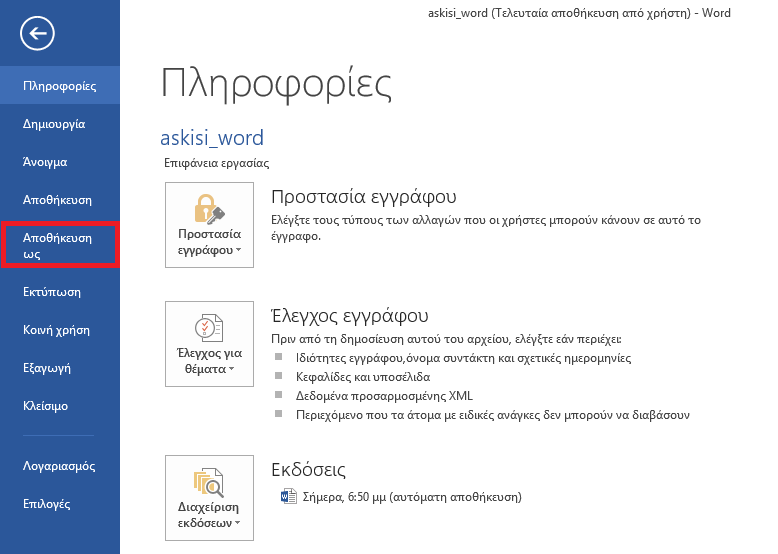 askisi_word (Τελευταία αποθήκευση από χρήστη) - Word
Πληροφορίες
Δημιουργία
Άνοιγμα
Αποθήκευση
Αποθήκευση
ως
Εκτύπωση
Κοινή χρήση
Εξαγωγή
Κλείσιμο
Λογαριασμός
Επιλογές
Πληροφορίες
askisi_word
Επιφάνεια εργασίας
Προστασία
εγγράφου
Προστασία εγγράφου
Ελέγξτε τους τύπους των αλλαγών που οι χρήστες μπορούν κάνουν σε αυτό το
έγγραφο.
Έλεγχος για
θέματα
Έλεγχος εγγράφου
Πριν από τη δημοσίευση αυτού του αρχείου, ελέγξτε εάν περιέχει:
Ιδιότητες εγγράφου,όνομα συντάκτη και σχετικές ημερομηνίες
Κεφαλίδες και υποσέλιδα
Δεδομένα προσαρμοσμένης XML
Περιεχόμενο που τα άτομα με ειδικές ανάγκες δεν μπορούν να διαβάσουν
Διαχείριση
εκδόσεων
Εκδόσεις
Σήμερα, 6:50 μμ (αυτόματη αποθήκευση)